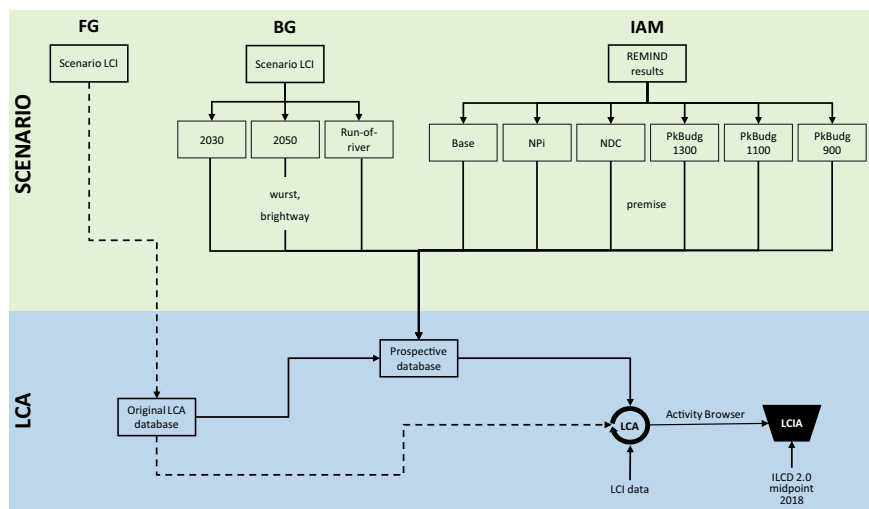 FG
BG
IAM
SCENARIO
Scenario LCI
Scenario LCI
REMIND
results
2030
2050
Run-of-
river
Base
NPi
NDC
PkBudg
1300
PkBudg
1100
PkBudg
900
wurst,
brightway
premise
LCA
Prospective
database
Original LCA
database
LCA
Activity Browser
LCIA
LCI data
ILCD 2.0
midpoint
2018